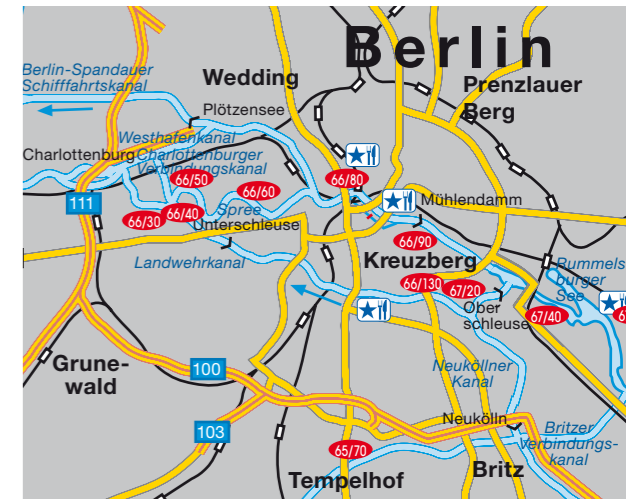 Berlin
Berlin-Spandauer
Schifffahrtskanal
Wedding
Prenzlauer
Berg
Plötzensee
Westhafenkanal
Charlottenburg
Charlottenburger
Verbindungskanal
66/50
66/60
66/80
111
66/30
66/40
Spree
Unterschleuse
Mühlendamm
66/90
Landwehrkanal
Kreuzberg
Rummels
burger
See
66/130
67/20
Ober
schleuse
67/40
6
Grune-
wald
100
Neuköllner
Kanal
103
Neukölln
Britzer
Verbindungs-
kanal
65/70
Tempelhof
Britz